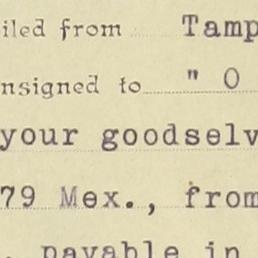 iled from Tamp
nsigned to " O
your goodselv
79 Mex., from
, payable in